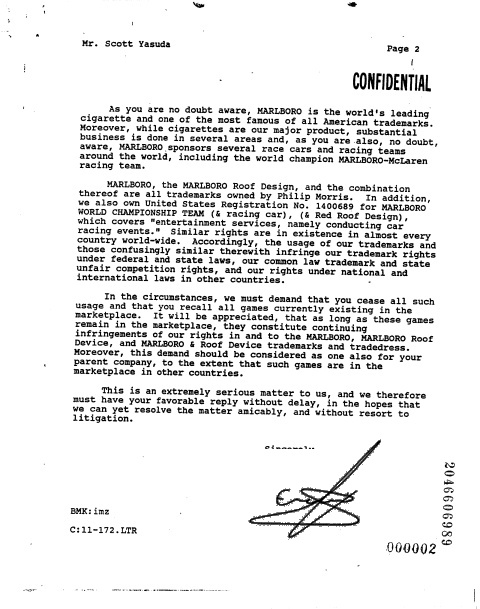 Mr. Scott Yasuda
Page 2
CONFIDENTIAL
As you are no doubt aware, MARLBORO is the world's leading
cigarette and one of the most famous of all American trademarks.
Moreover, while cigarettes are our major product, substantial
business is done in several areas and, as you are also, no doubt,
aware, MARLBORO sponsors several race cars and racing teams
around the world, including the world champion MARLBORO-McLaren
racing team.
MARLBORO, the MARLBORO Roof Design, and the combination
thereof are all trademarks owned by Philip Morris. In addition,
we also own United States Registration No. 1400689 for MARLBORO
WORLD CHAMPIONSHIP TEAM (& racing car), (& Red Roof Design),
which covers "entertainment services, namely conducting car
racing events." Similar rights are in existence in almost every
country world-wide. Accordingly, the usage of our trademarks and
those confusingly similar therewith infringe our trademark rights
under federal and state laws, our common law trademark and state
unfair competition rights, and our rights under national and
international laws in other countries.
In the circumstances, we must demand that you cease all such
usage and that you recall all games currently existing in the
marketplace. It will be appreciated, that as long as these games
remain in the marketplace, they constitute continuing
infringements of our rights in and to the MARLBORO, MARLBORO Roof
Device, and MARLBORO & Roof Device trademarks and tradedress.
Moreover, this demand should be considered as one also for your
parent company, to the extent that such games are in the
marketplace in other countries.
This is an extremely serious matter to us, and we therefore
must have your favorable reply without delay, in the hopes that
we can yet resolve the matter amicably, and without resort to
litigation.
Sincerely
BMK:imz
C:11-172.LTR
2046606989
000002